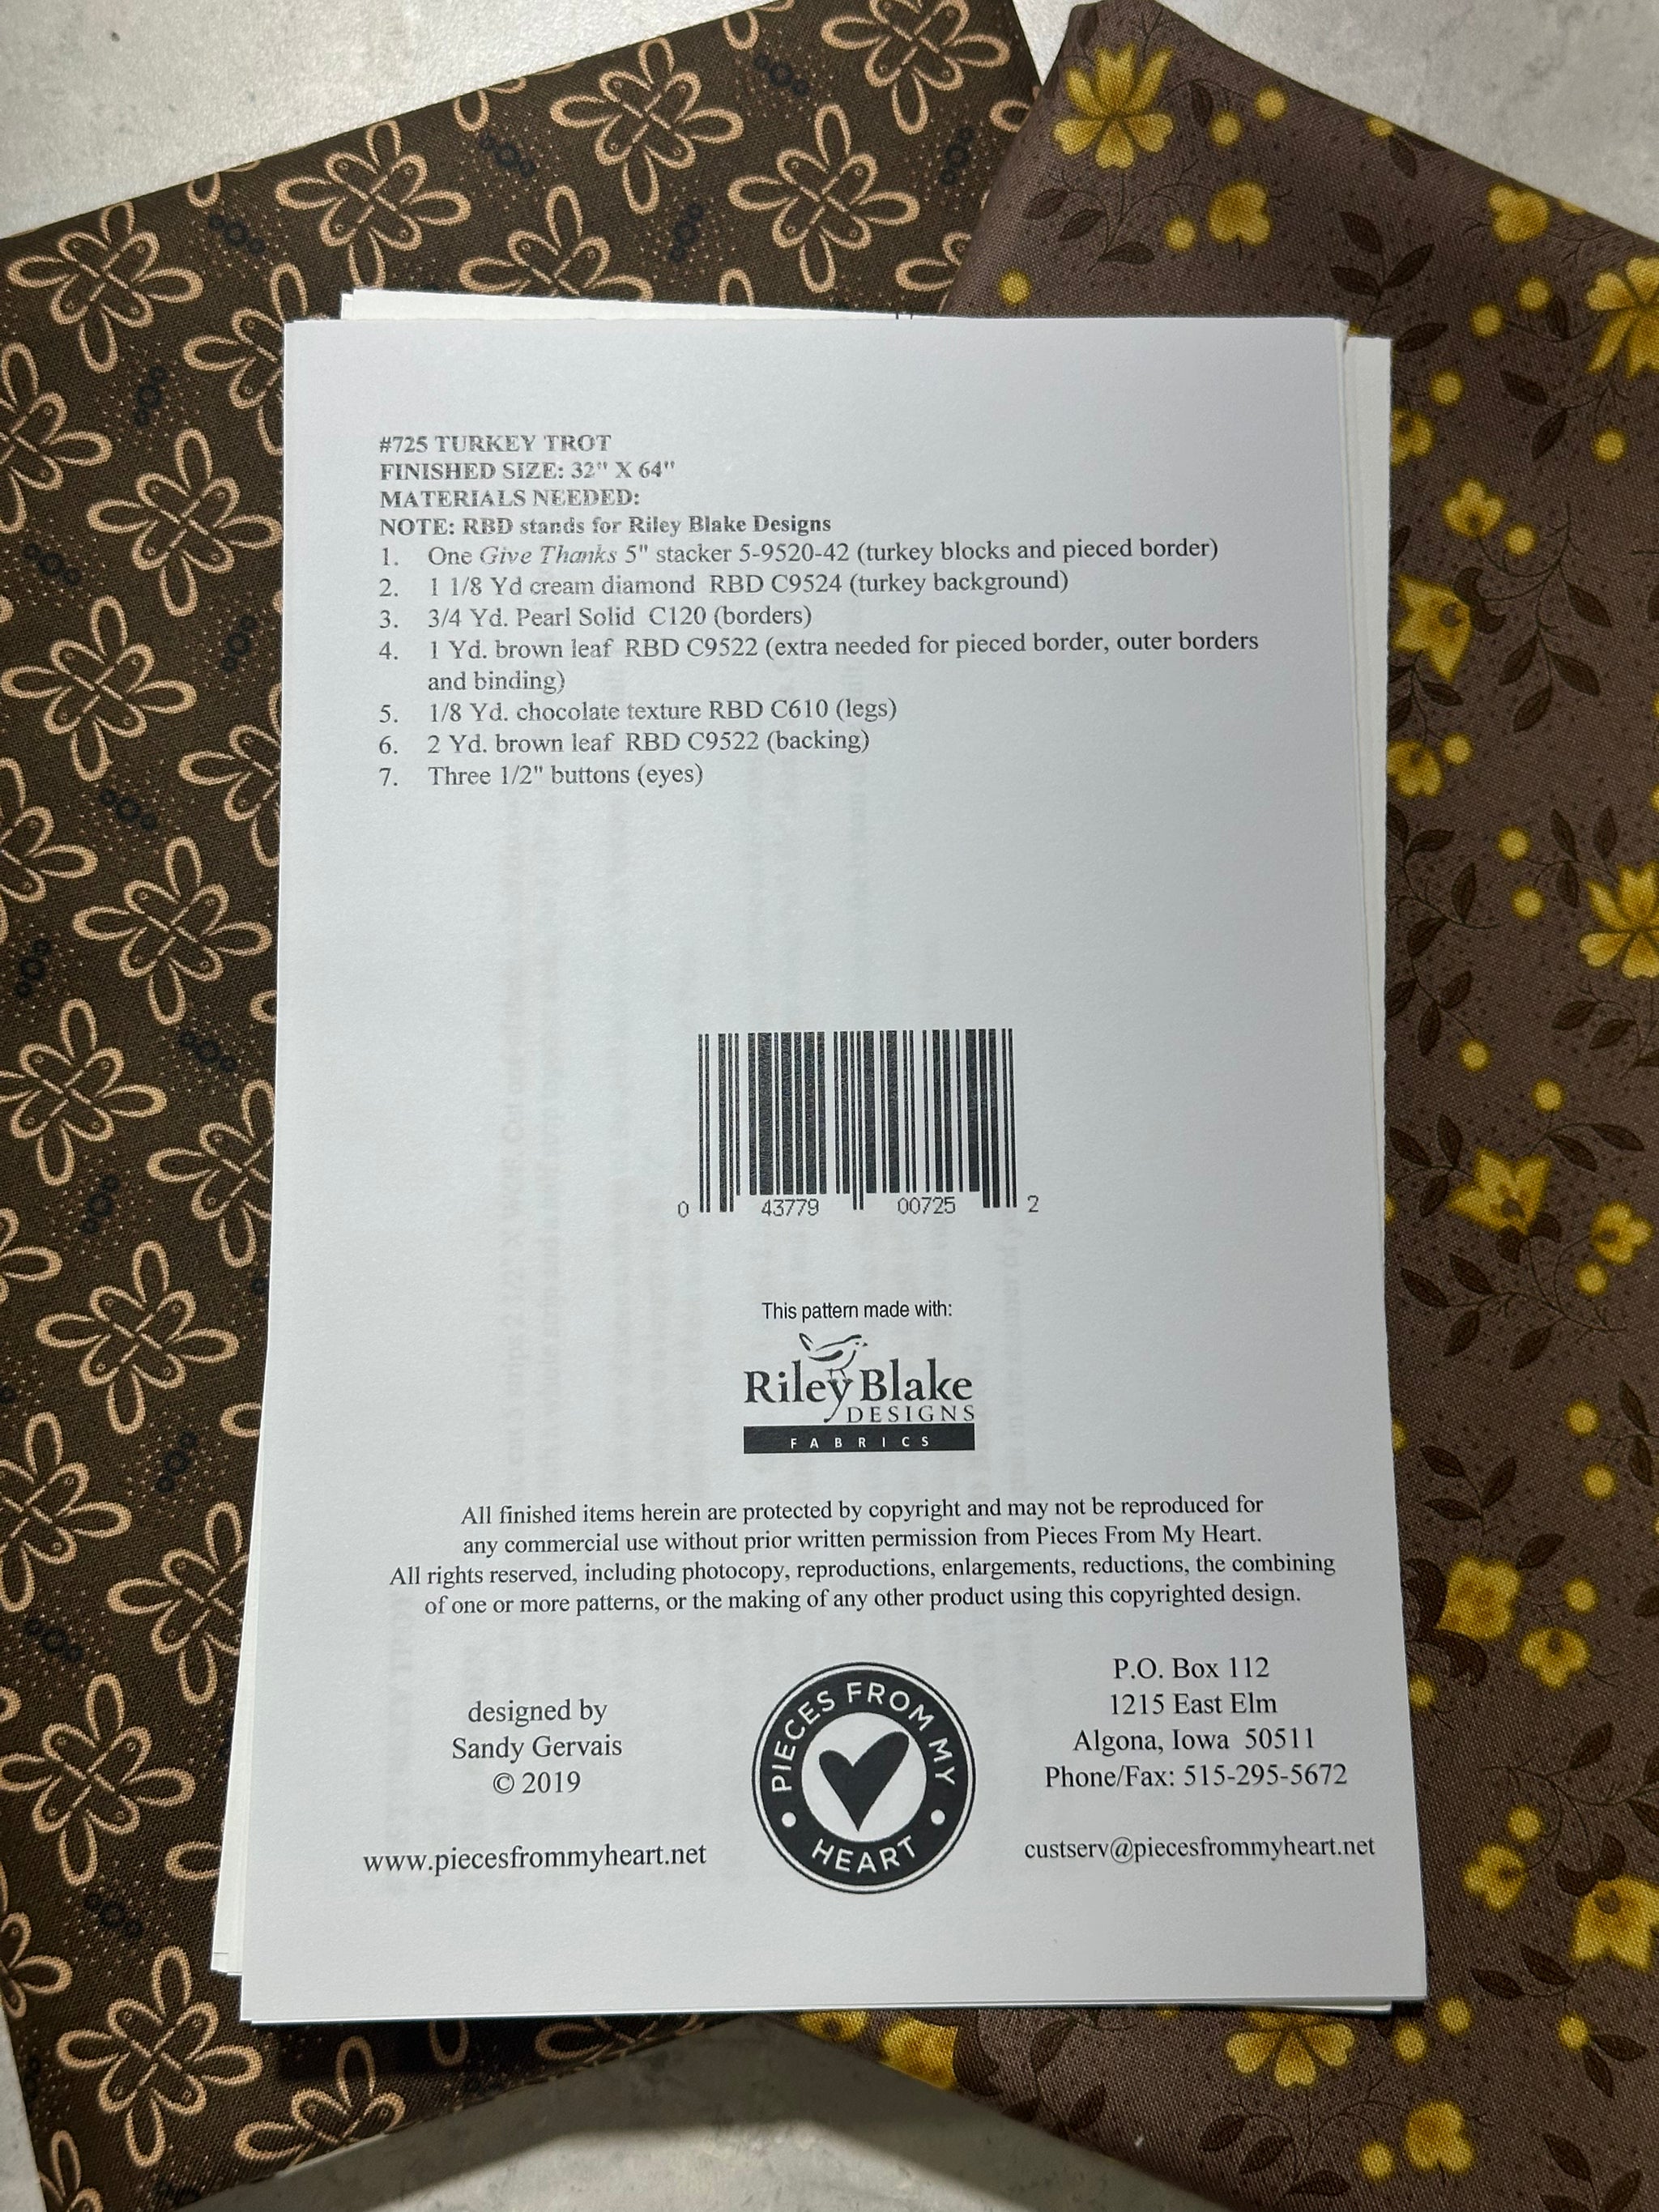 #725 TURKEY TROT
FINISHED SIZE: 32" X 64"
MATERIALS NEEDED:
NOTE: RBD stands for Riley Blake Designs
1. One Give Thanks 5" stacker 5-9520-42 (turkey blocks and pieced border)
2. 1 1/8 Yd cream diamond RBD C9524 (turkey background)
3. 3/4 Yd. Pearl Solid C120 (borders)
4. 1 Yd. brown leaf RBD C9522 (extra needed for pieced border, outer borders
and binding)
5. 1/8 Yd. chocolate texture RBD C610 (legs)
6. 2 Yd. brown leaf RBD C9522 (backing)
7. Three 1/2" buttons (eyes)
0 43779 00725 2
This pattern made with:
Riley Blake
DESIGNS
FABRICS
All finished items herein are protected by copyright and may not be reproduced for
any commercial use without prior written permission from Pieces From My Heart.
All rights reserved, including photocopy, reproductions, enlargements, reductions, the combining
of one or more patterns, or the making of any other product using this copyrighted design.
designed by
Sandy Gervais
© 2019
www.piecesfrommyheart.net
PIECES FROM MY
HEART
P.O. Box 112
1215 East Elm
Algona, Iowa 50511
Phone/Fax: 515-295-5672
custserv@piecesfrommyheart.net